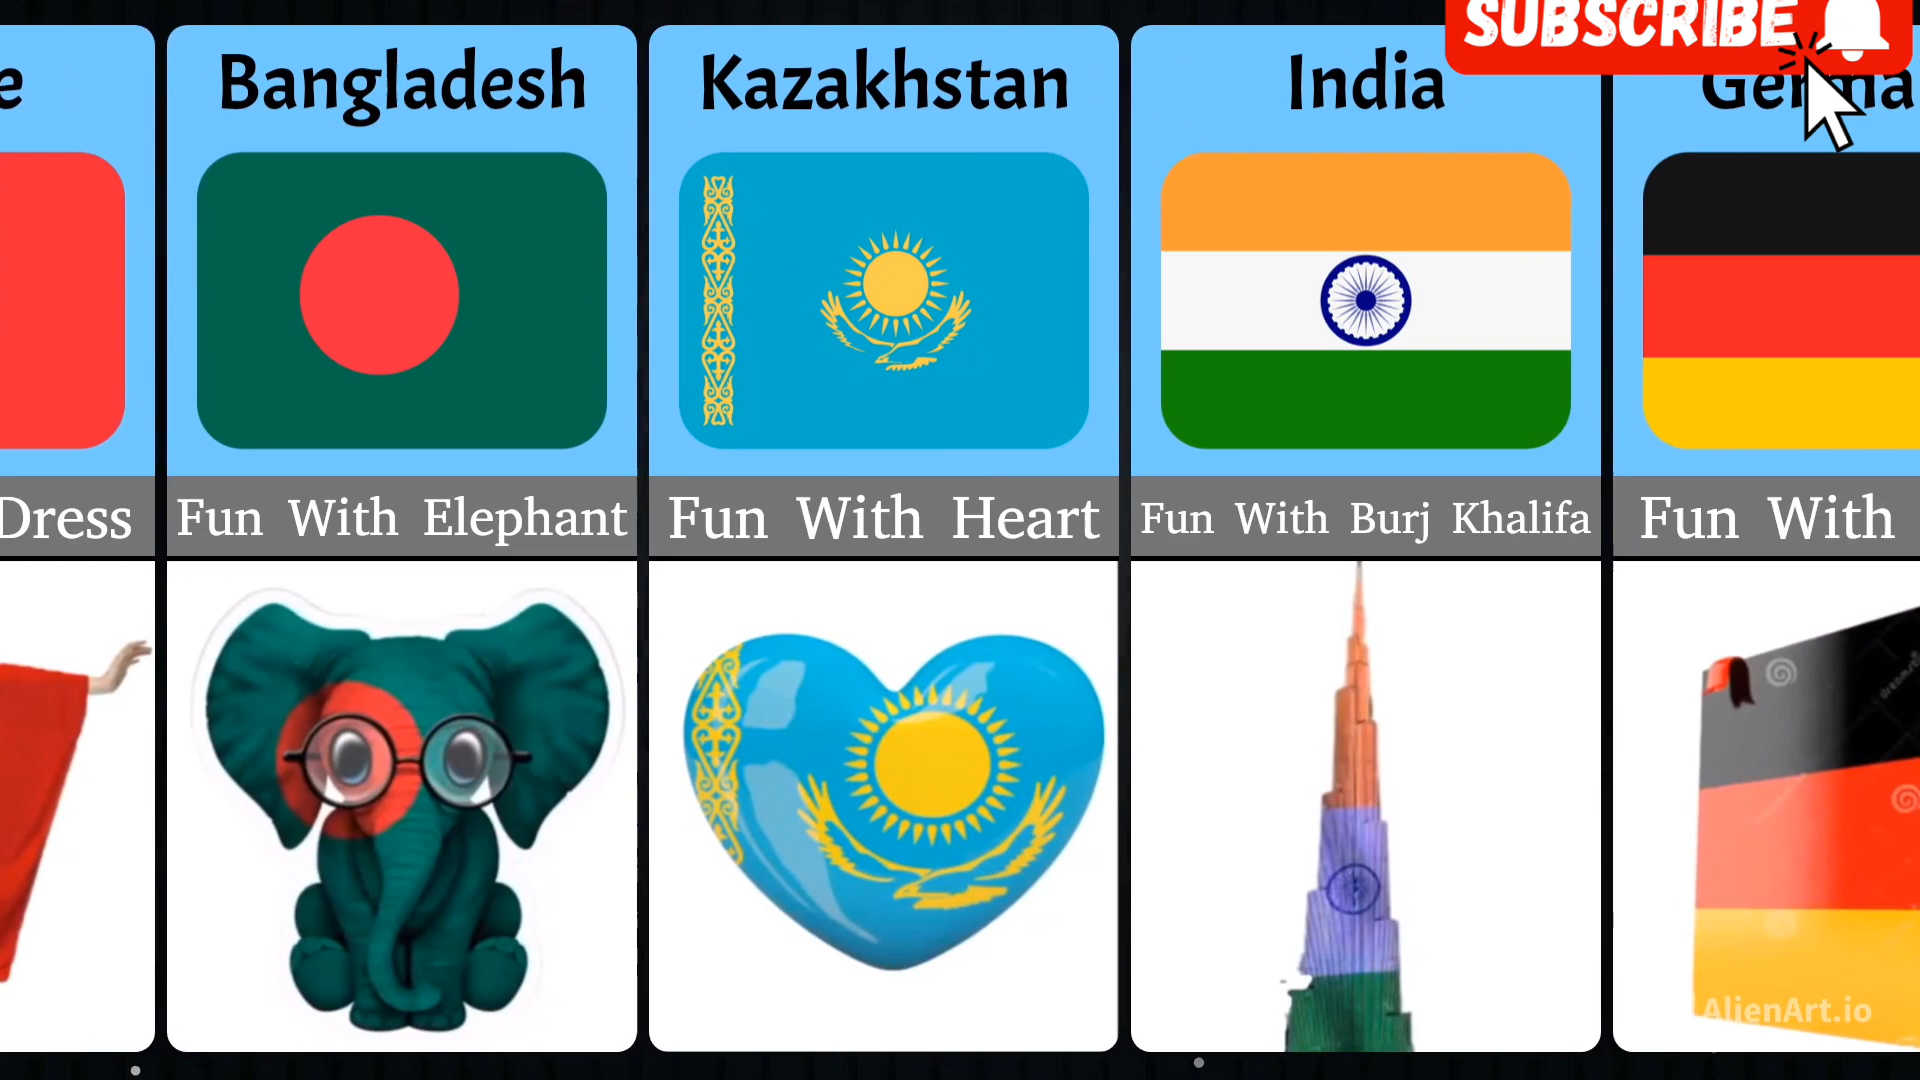 SUBSCRIBE
e
Bangladesh
Kazakhstan
India
Germa
Dress
Fun With Elephant
Fun With Heart
Fun With Burj Khalifa
Fun With
AlienArt.io